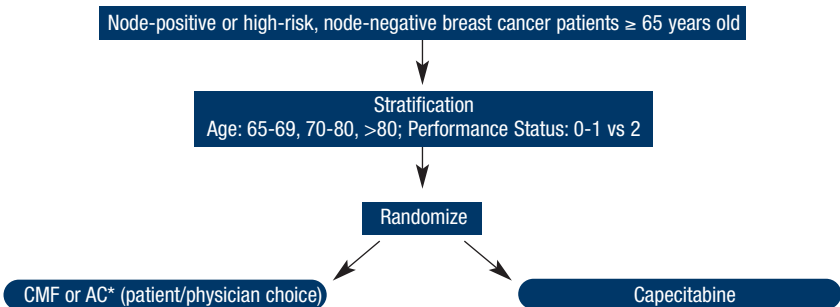 Node-positive or high-risk, node-negative breast cancer patients ≥ 65 years old
Stratification
Age: 65-69, 70-80, >80; Performance Status: 0-1 vs 2
Randomize
CMF or AC* (patient/physician choice)
Capecitabine